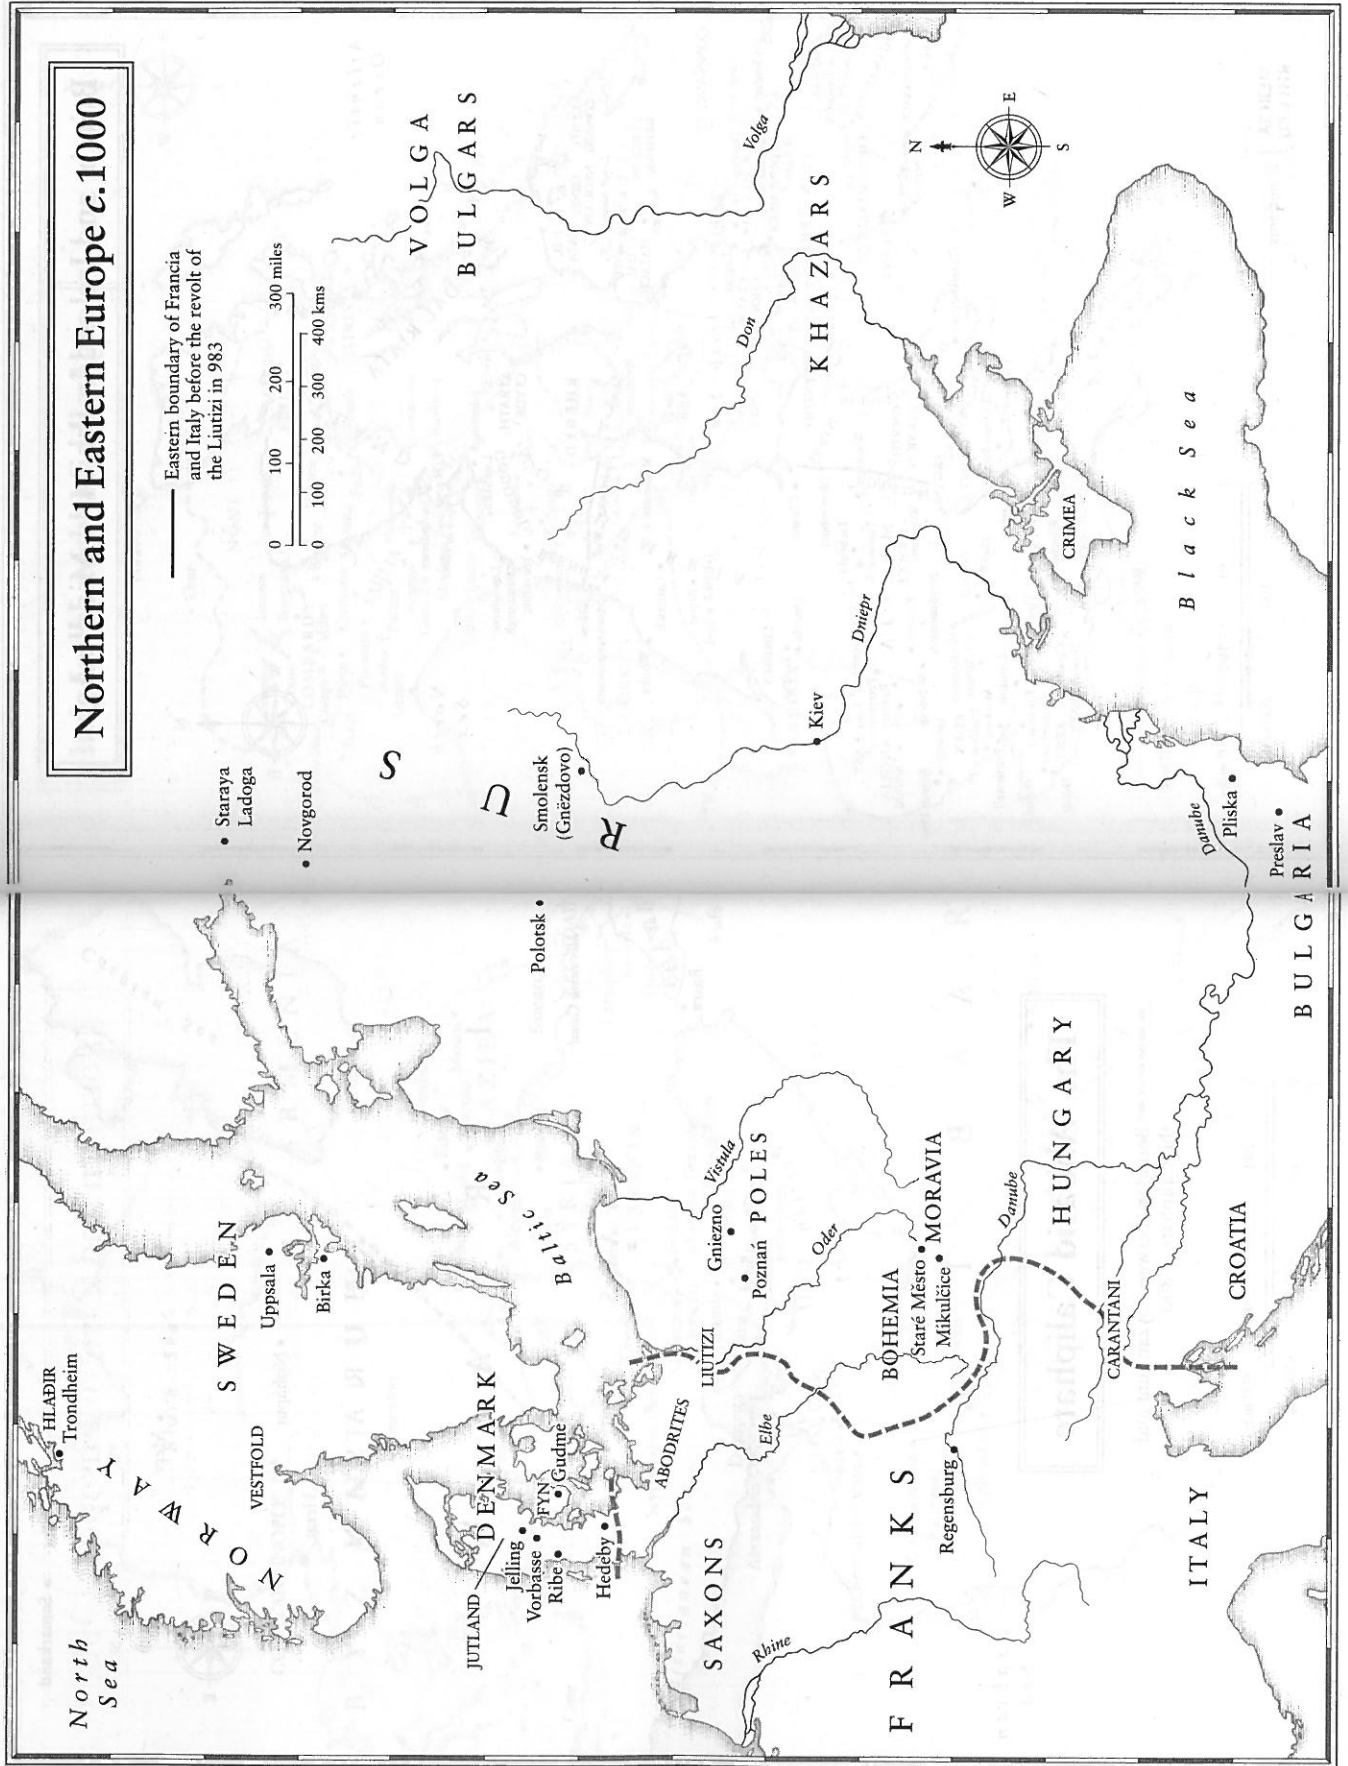 Northern and Eastern Europe c.1000
Eastern boundary of Francia
and Italy before the revolt of
the Liutizi in 983
0 100 200 300 miles
0 100 200 300 400 kms
North
Sea
NORWAY
HLAÐIR
Trondheim
VESTFOLD
SWEDEN
Uppsala
Birka
Staraya
Ladoga
Novgorod
RUS
Smolensk
(Gnëzdovo)
Polotsk
VOLGA
BULGARS
Volga
Don
KHAZARS
N
E
S
W
Baltic Sea
DENMARK
JUTLAND
Jelling
Vorbasse
Ribe
FYN
Gudme
Hedeby
ABODRITES
LIUTIZI
SAXONS
Elbe
Rhine
FRANKS
Vistula
Gniezno
Poznań
POLES
Oder
BOHEMIA
Staré Město
Mikulčice
MORAVIA
Regensburg
Danube
HUNGARY
CARANTANI
CROATIA
ITALY
Kiev
Dniepr
CRIMEA
Black Sea
Danube
Pliska
Preslav
BULGARIA